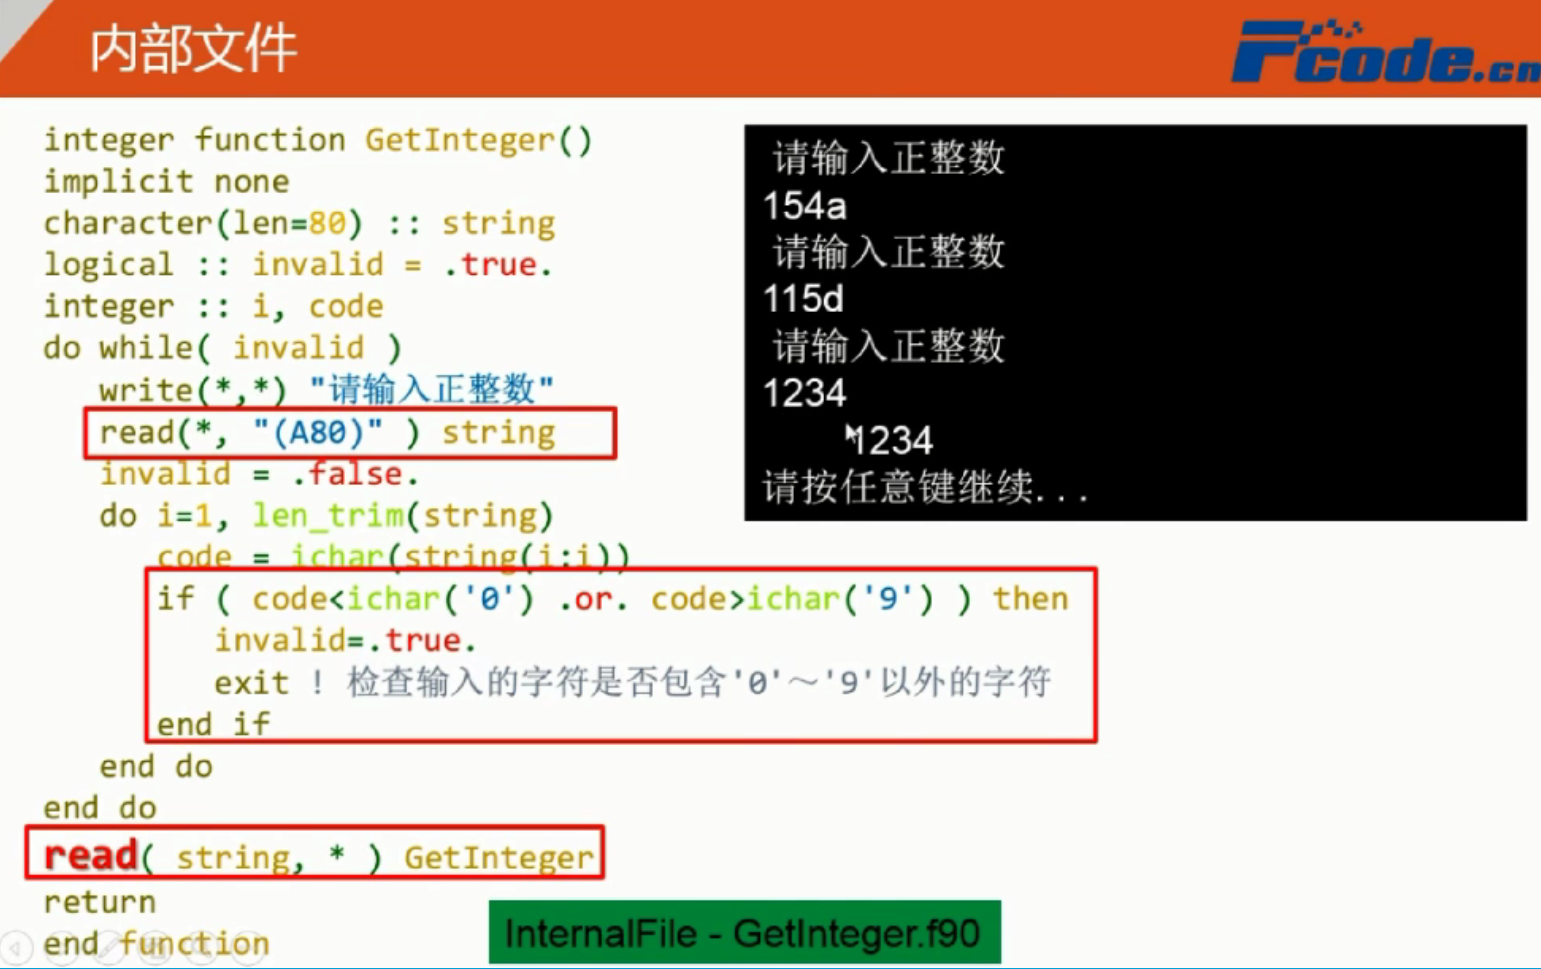 内部文件
Fcode.cn
integer function GetInteger()
implicit none
character(len=80) :: string
logical :: invalid = .true.
integer :: i, code
do while( invalid )
write(*,*) "请输入正整数"
read(*, "(A80)" ) string
invalid = .false.
do i=1, len_trim(string)
code = ichar(string(i:i))
if ( code<ichar('0') .or. code>ichar('9') ) then
invalid=.true.
exit ! 检查输入的字符是否包含'0'～'9'以外的字符
end if
end do
end do
read( string, * ) GetInteger
return
end function
请输入正整数
154a
请输入正整数
115d
请输入正整数
1234
1234
请按任意键继续...
InternalFile - GetInteger.f90